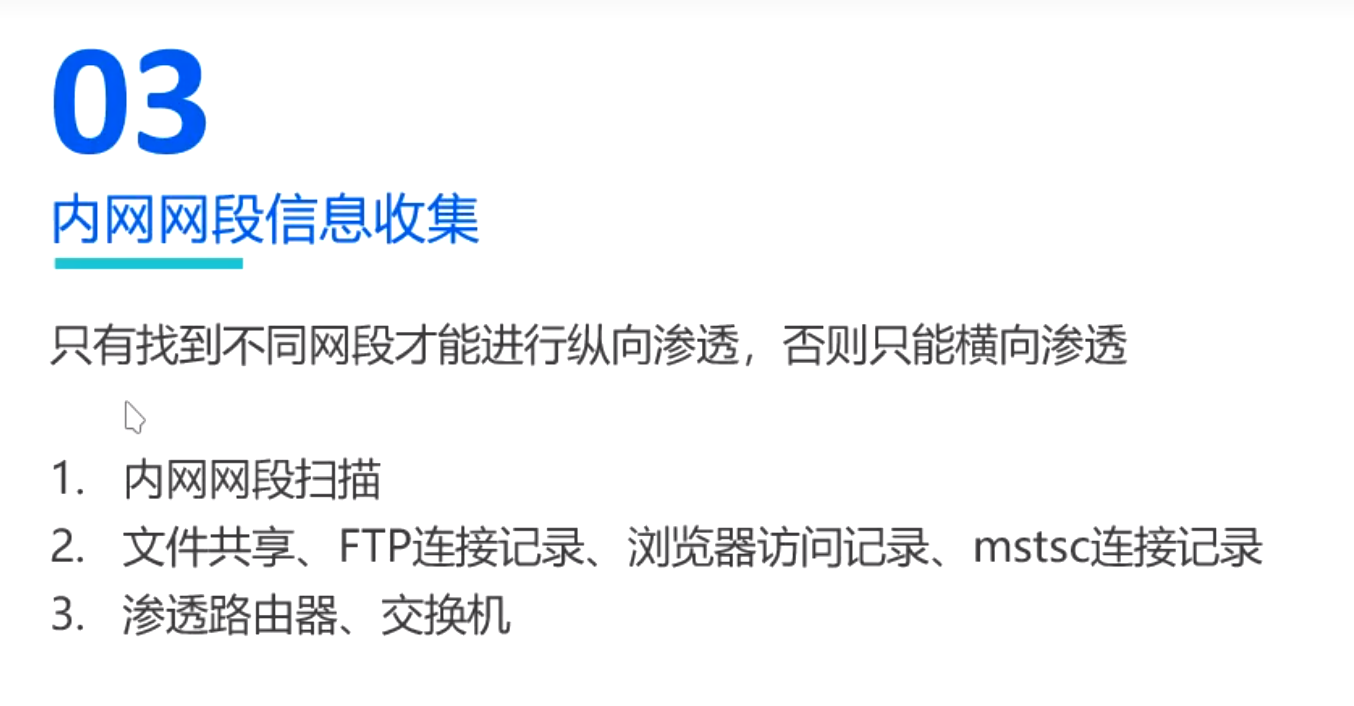 03
内网网段信息收集
只有找到不同网段才能进行纵向渗透，否则只能横向渗透
1. 内网网段扫描
2. 文件共享、FTP连接记录、浏览器访问记录、mstsc连接记录
3. 渗透路由器、交换机